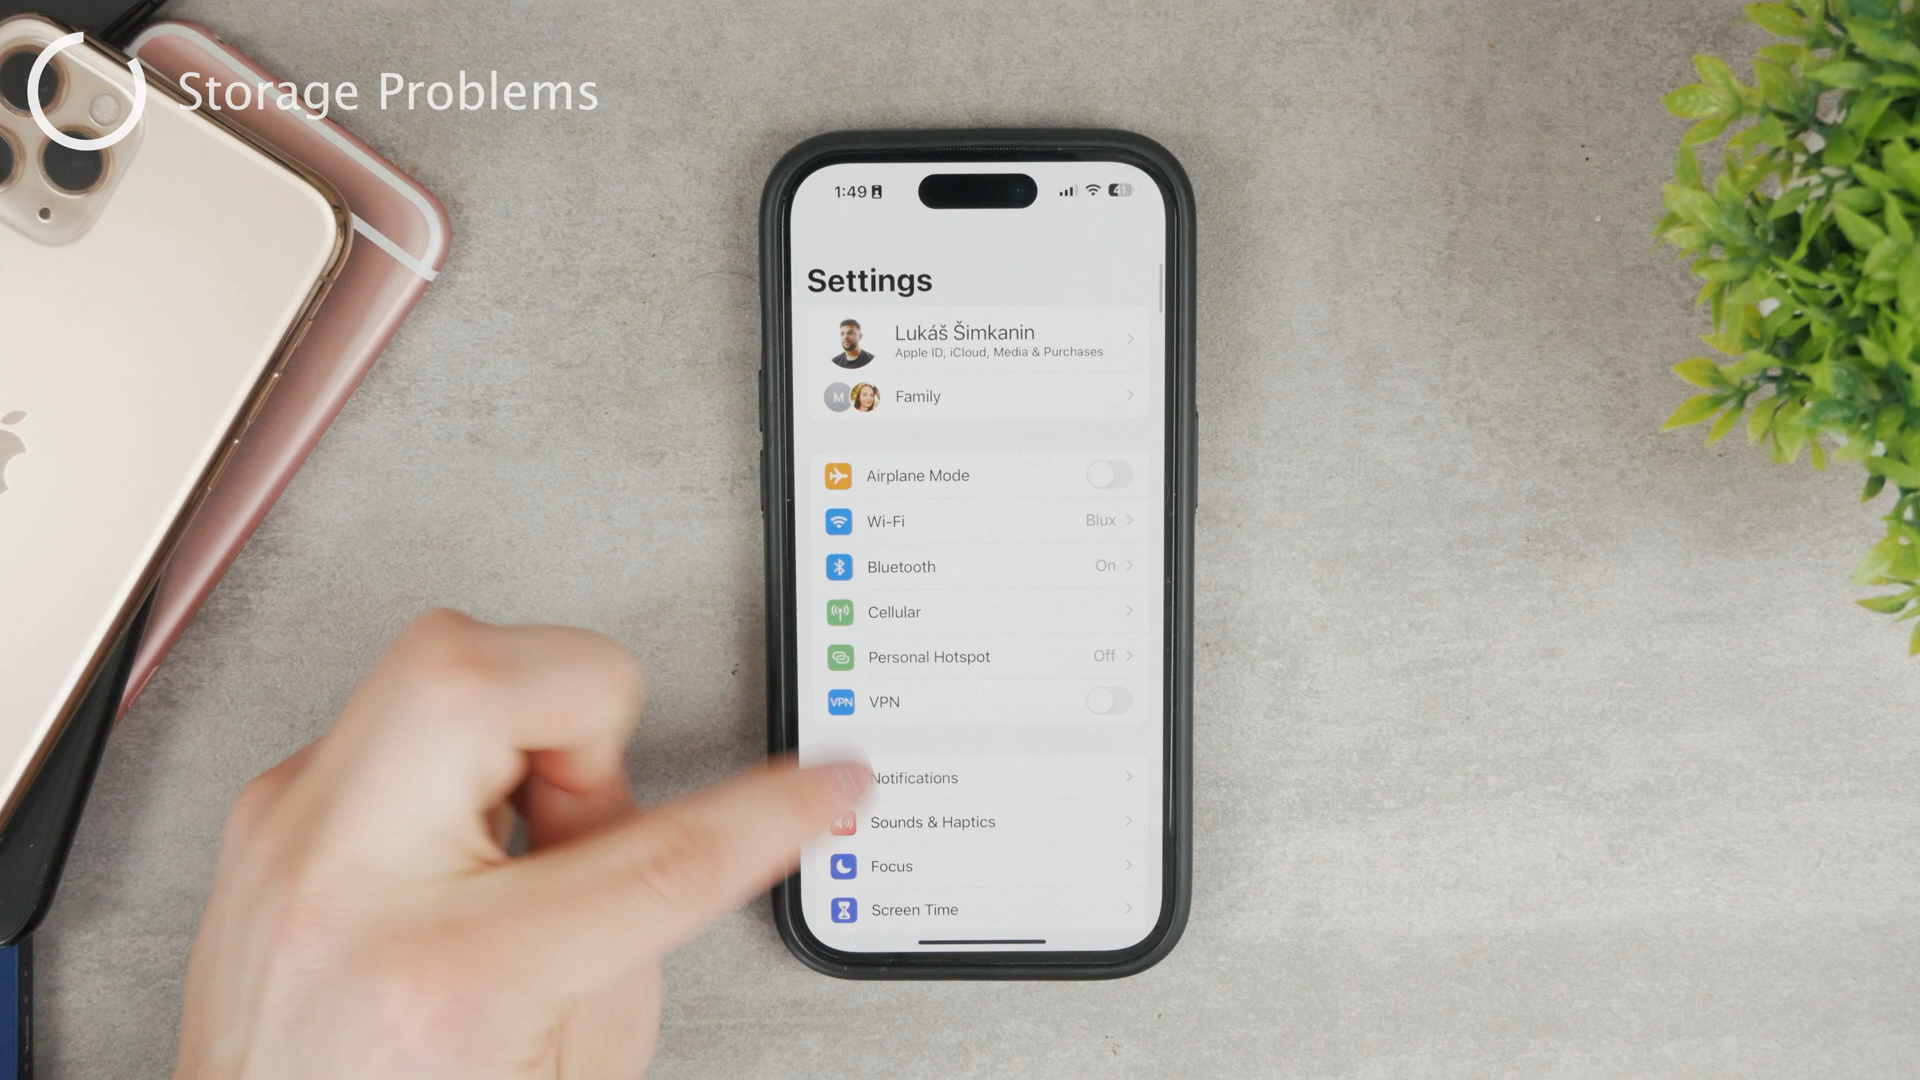 Storage Problems
1:49
41
Settings
Lukáš Šimkanin
Apple ID, iCloud, Media & Purchases
M
Family
Airplane Mode
Wi-Fi
Blux
Bluetooth
On
Cellular
Personal Hotspot
Off
VPN
VPN
Notifications
Sounds & Haptics
Focus
Screen Time